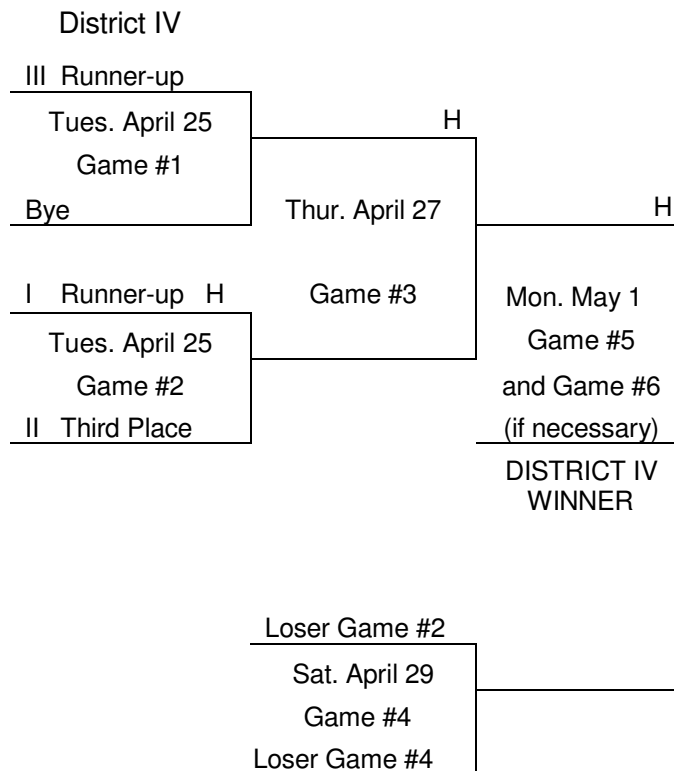 District IV
III Runner-up
Tues. April 25
Game #1
Bye
H
Thur. April 27
Game #3
H
I Runner-up H
Tues. April 25
Game #2
II Third Place
Mon. May 1
Game #5
and Game #6
(if necessary)
DISTRICT IV
WINNER
Loser Game #2
Sat. April 29
Game #4
Loser Game #4